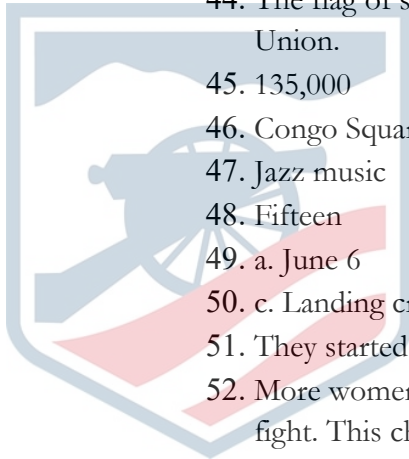 44. The flag of s
Union.
45. 135,000
46. Congo Squar
47. Jazz music
48. Fifteen
49. a. June 6
50. c. Landing cr
51. They started
52. More women
fight. This ch